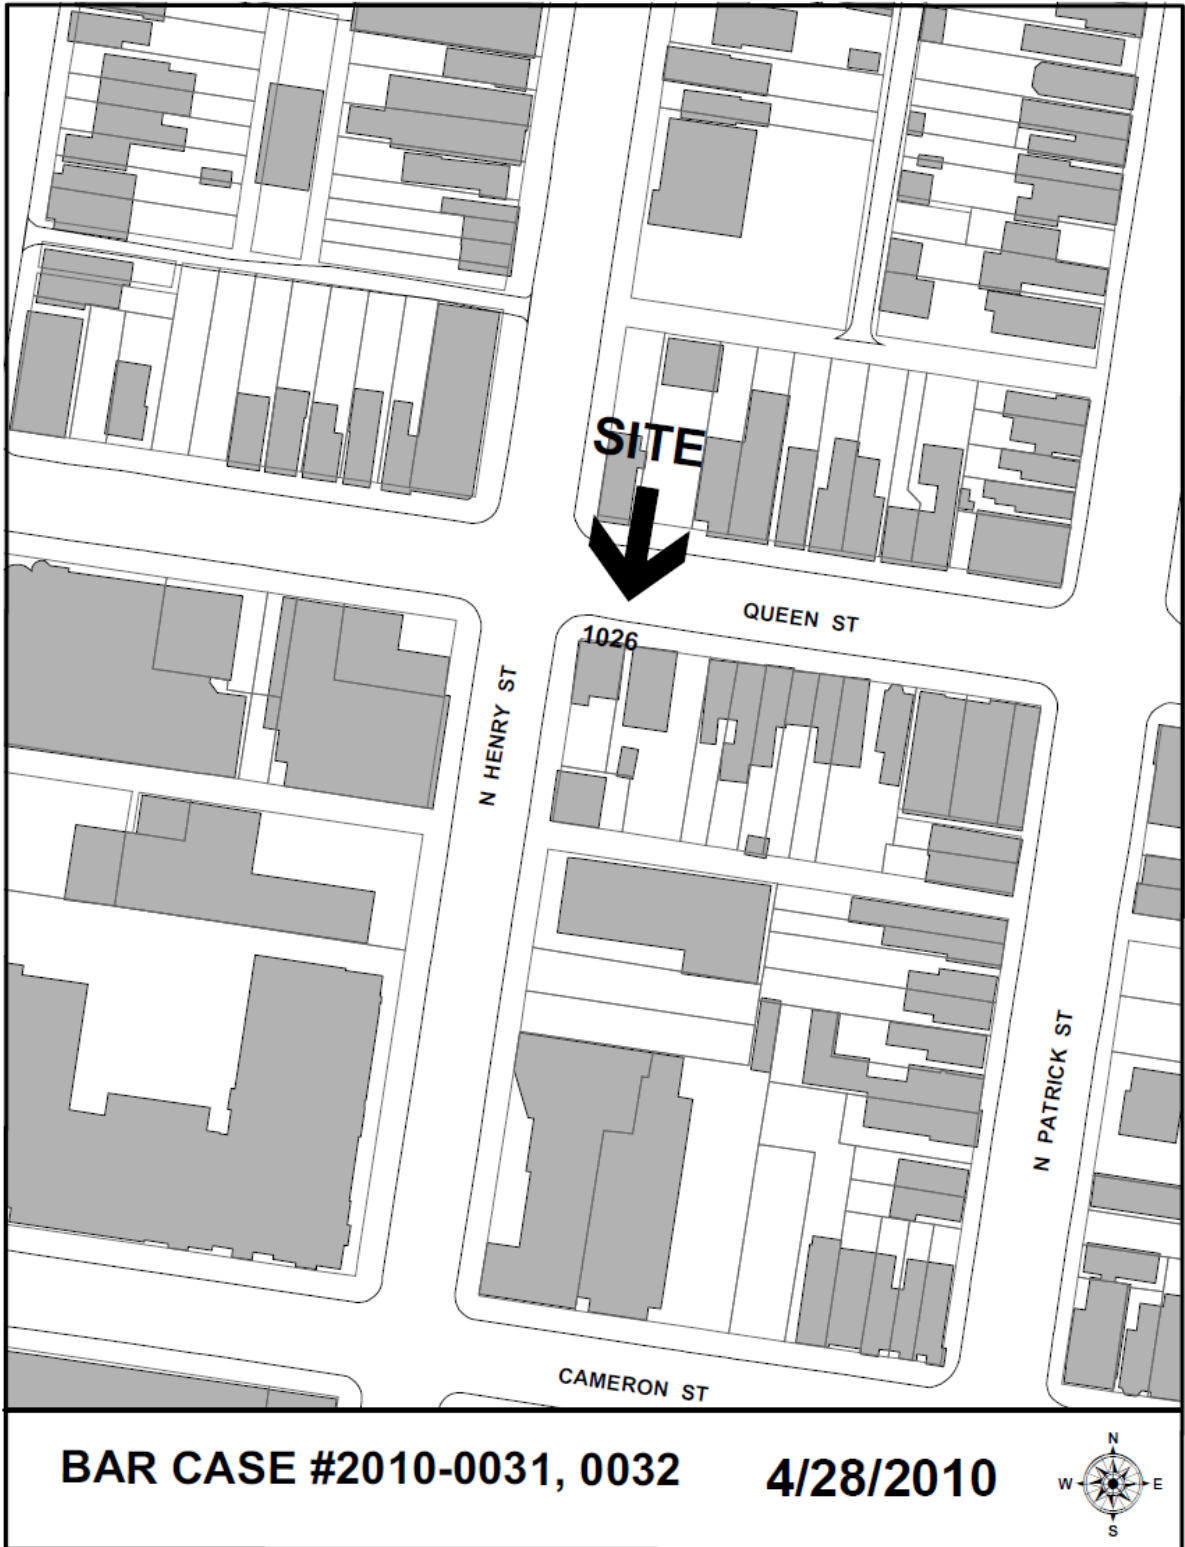 SITE
QUEEN ST
1026
N HENRY ST
N PATRICK ST
CAMERON ST
BAR CASE #2010-0031, 0032
4/28/2010
N
W E
S